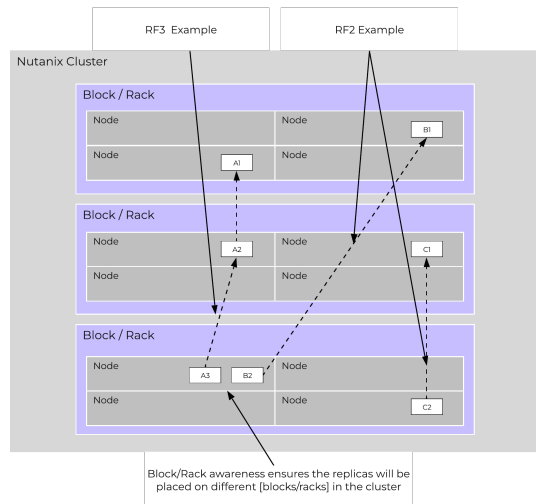 RF3  Example
RF2 Example
Nutanix Cluster
Block / Rack
Node
Node
B1
Node
A1
Node
Block / Rack
Node
A2
Node
C1
Node
Node
Block / Rack
Node
A3
B2
Node
Node
Node
C2
Block/Rack awareness ensures the replicas will be
placed on different [blocks/racks] in the cluster